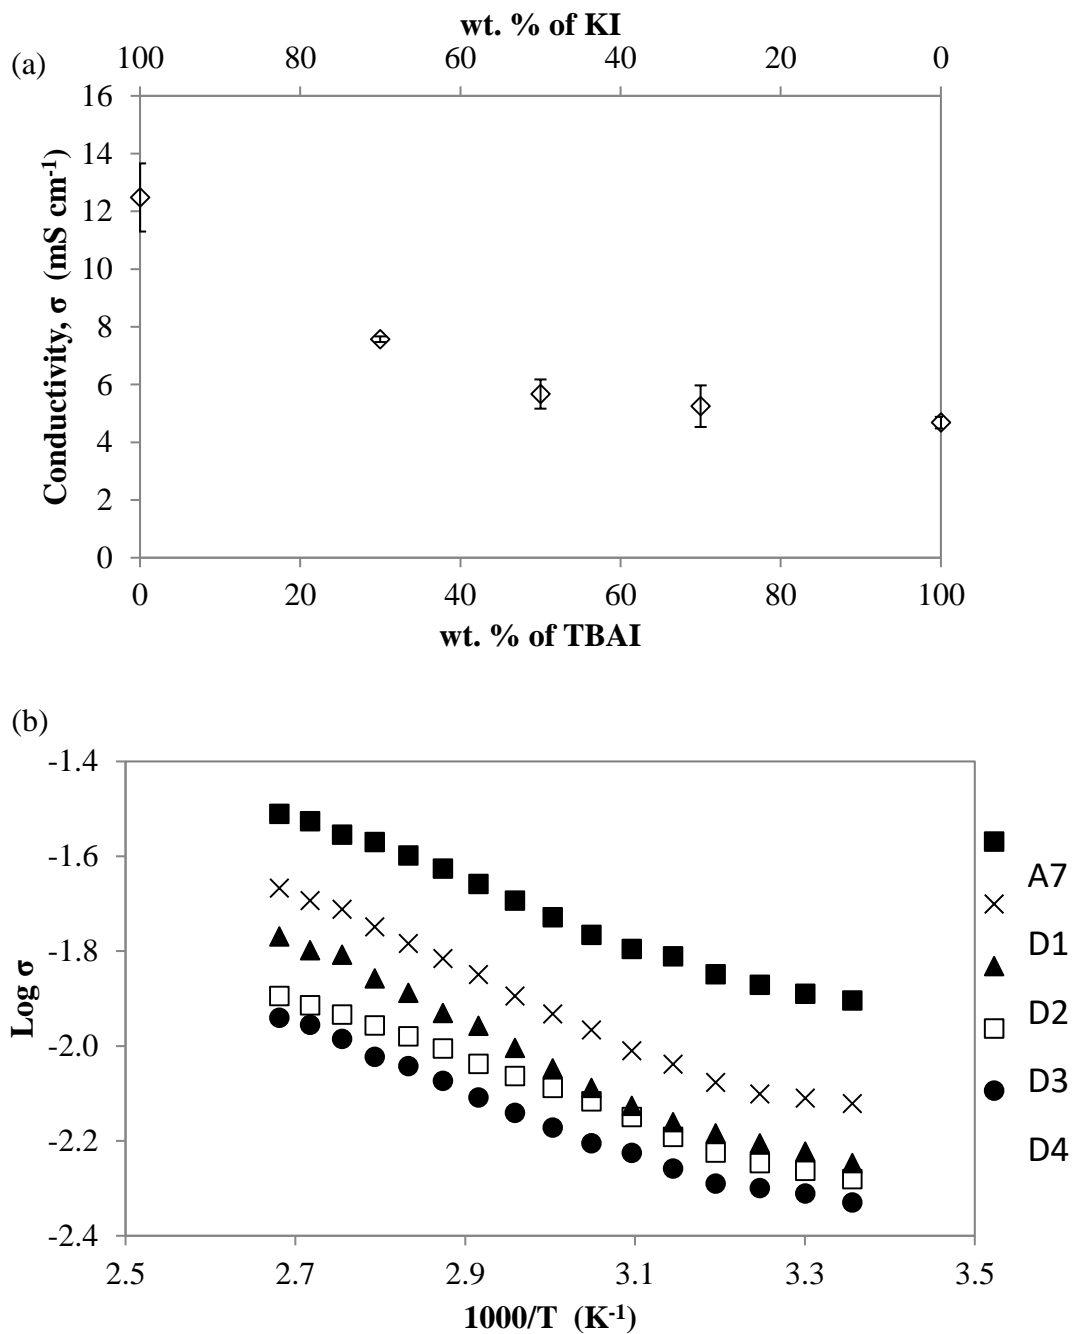 wt. % of KI
(a)
100 80 60 40 20 0
16
14
12
10
8
6
4
2
0
Conductivity, σ (mS cm-1)
0 20 40 60 80 100
wt. % of TBAI
(b)
-1.4
-1.6
-1.8
-2.0
-2.2
-2.4
Log σ
A7
D1
D2
D3
D4
2.5 2.7 2.9 3.1 3.3 3.5
1000/T (K-1)